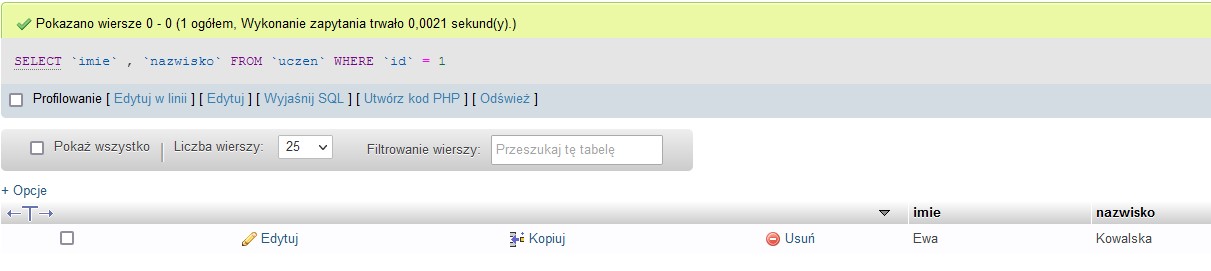 Pokazano wiersze 0 - 0 (1 ogółem, Wykonanie zapytania trwało 0,0021 sekund(y).)
SELECT `imie` , `nazwisko` FROM `uczen` WHERE `id` = 1
Profilowanie [ Edytuj w linii ] [ Edytuj ] [ Wyjaśnij SQL ] [ Utwórz kod PHP ] [ Odśwież ]
Pokaż wszystko | Liczba wierszy: 25 Filtrowanie wierszy: Przeszukaj tę tabelę
+ Opcje
←T→ imie nazwisko
Edytuj Kopiuj Usuń Ewa Kowalska